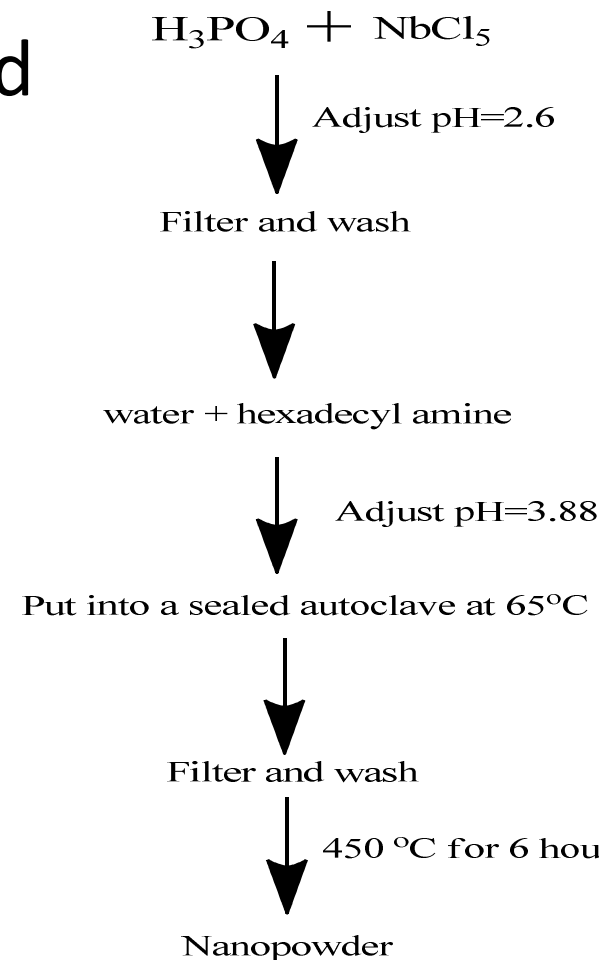 d
H₃PO₄ + NbCl₅
Adjust pH=2.6
Filter and wash
water + hexadecyl amine
Adjust pH=3.88
Put into a sealed autoclave at 65°C
Filter and wash
450 °C for 6 hou
Nanopowder